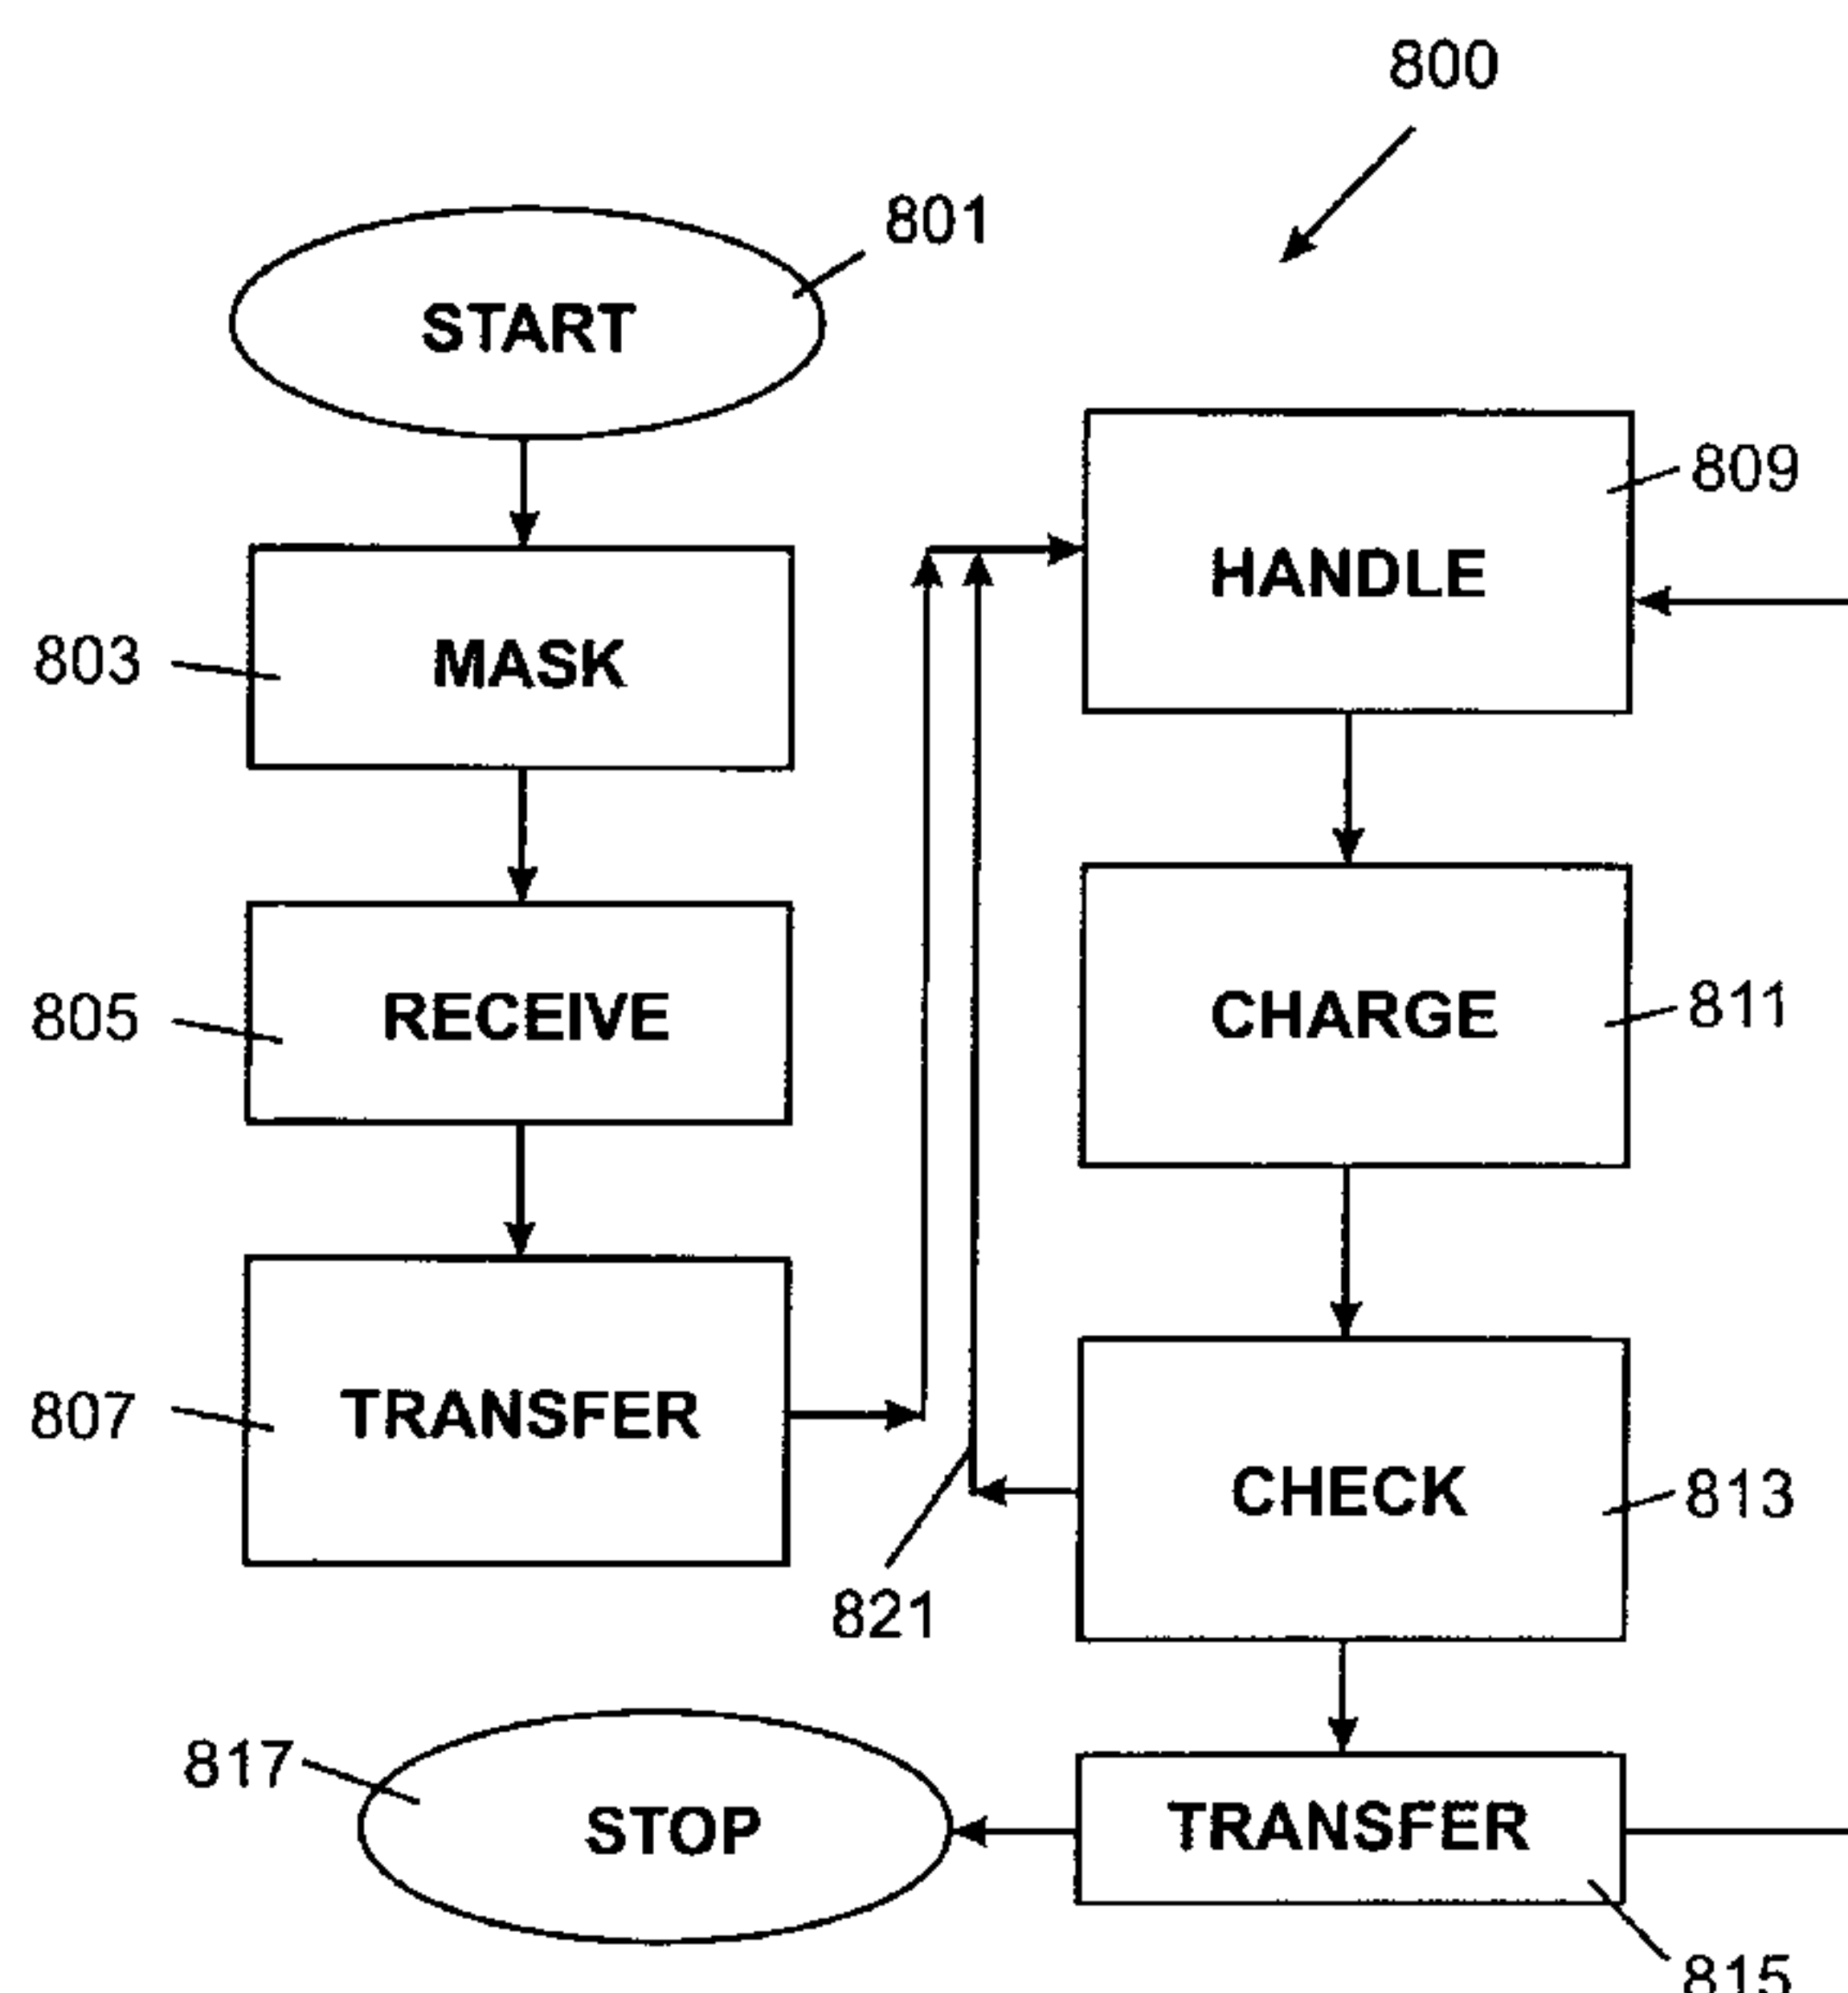 800
801
START
809
HANDLE
803
MASK
805
RECEIVE
811
CHARGE
807
TRANSFER
813
CHECK
821
817
STOP
TRANSFER
815